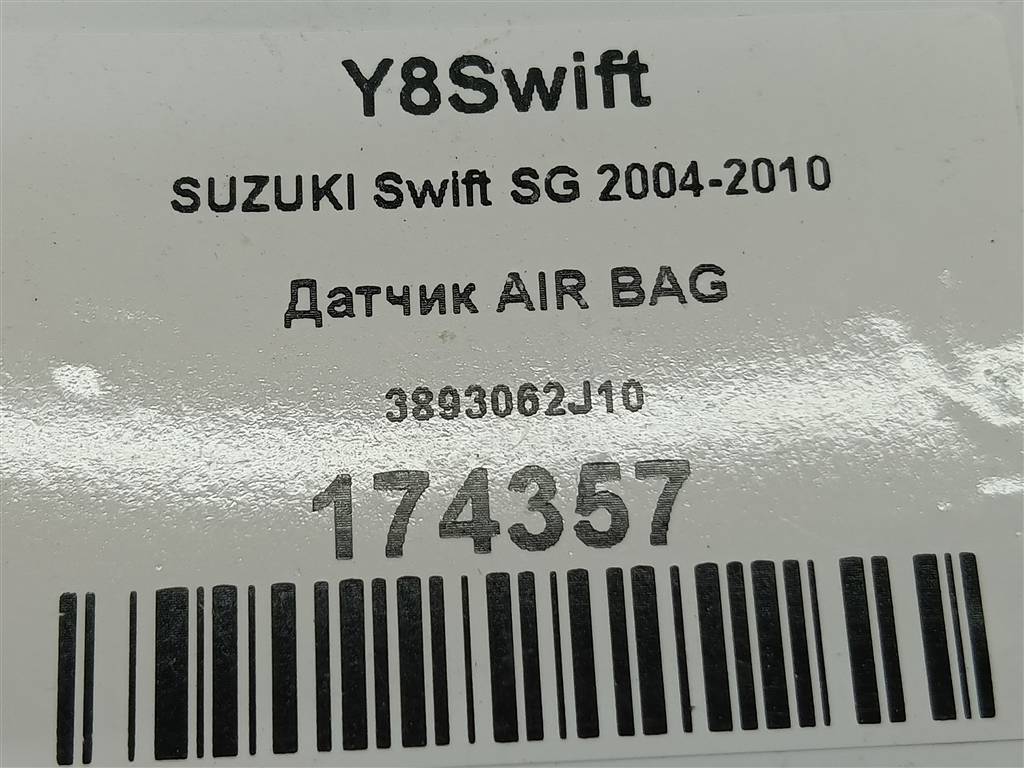 Y8Swift
SUZUKI Swift SG 2004-2010
Датчик AIR BAG
3893062J10
174357